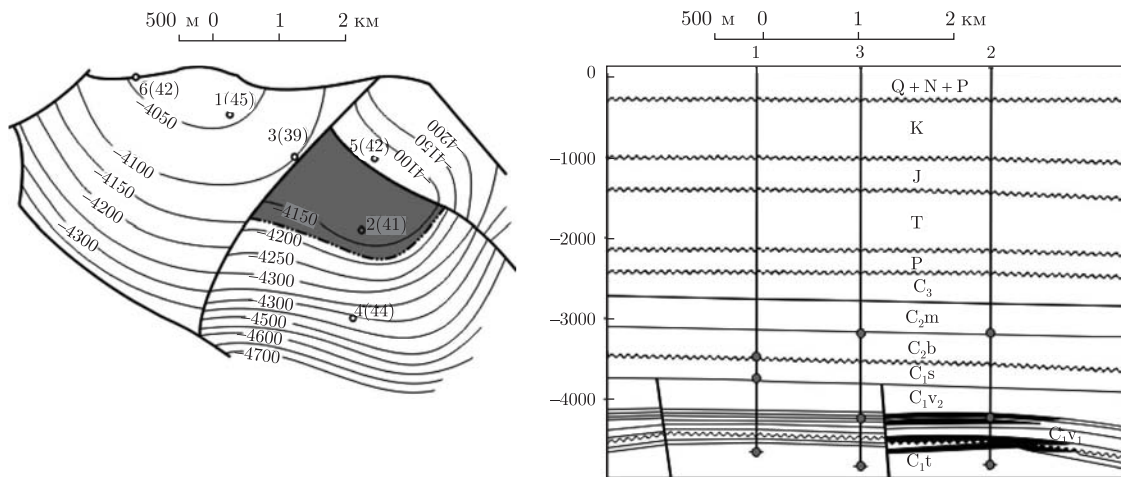 500 м 0 1 2 км
6(42)
1(45)
–4050
3(39)
–4100
–4150
–4200
–4300
5(42)
–4100
–4150
–4200
–4150
2(41)
–4200
–4250
–4300
–4300
4(44)
–4500
–4600
–4700
500 м 0 1 2 км
1 3 2
0
Q + N + P
K
–1000
J
T
–2000
P
C₃
C₂m
–3000
C₂b
C₁s
C₁v₂
–4000
C₁v₁
C₁t